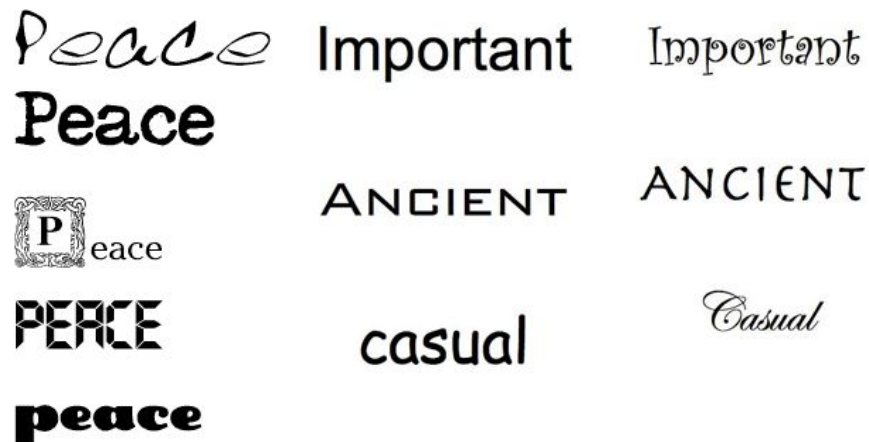 Peace Important Important
Peace
ANCIENT ANCIENT
Peace
PEACE Casual
casual
peace